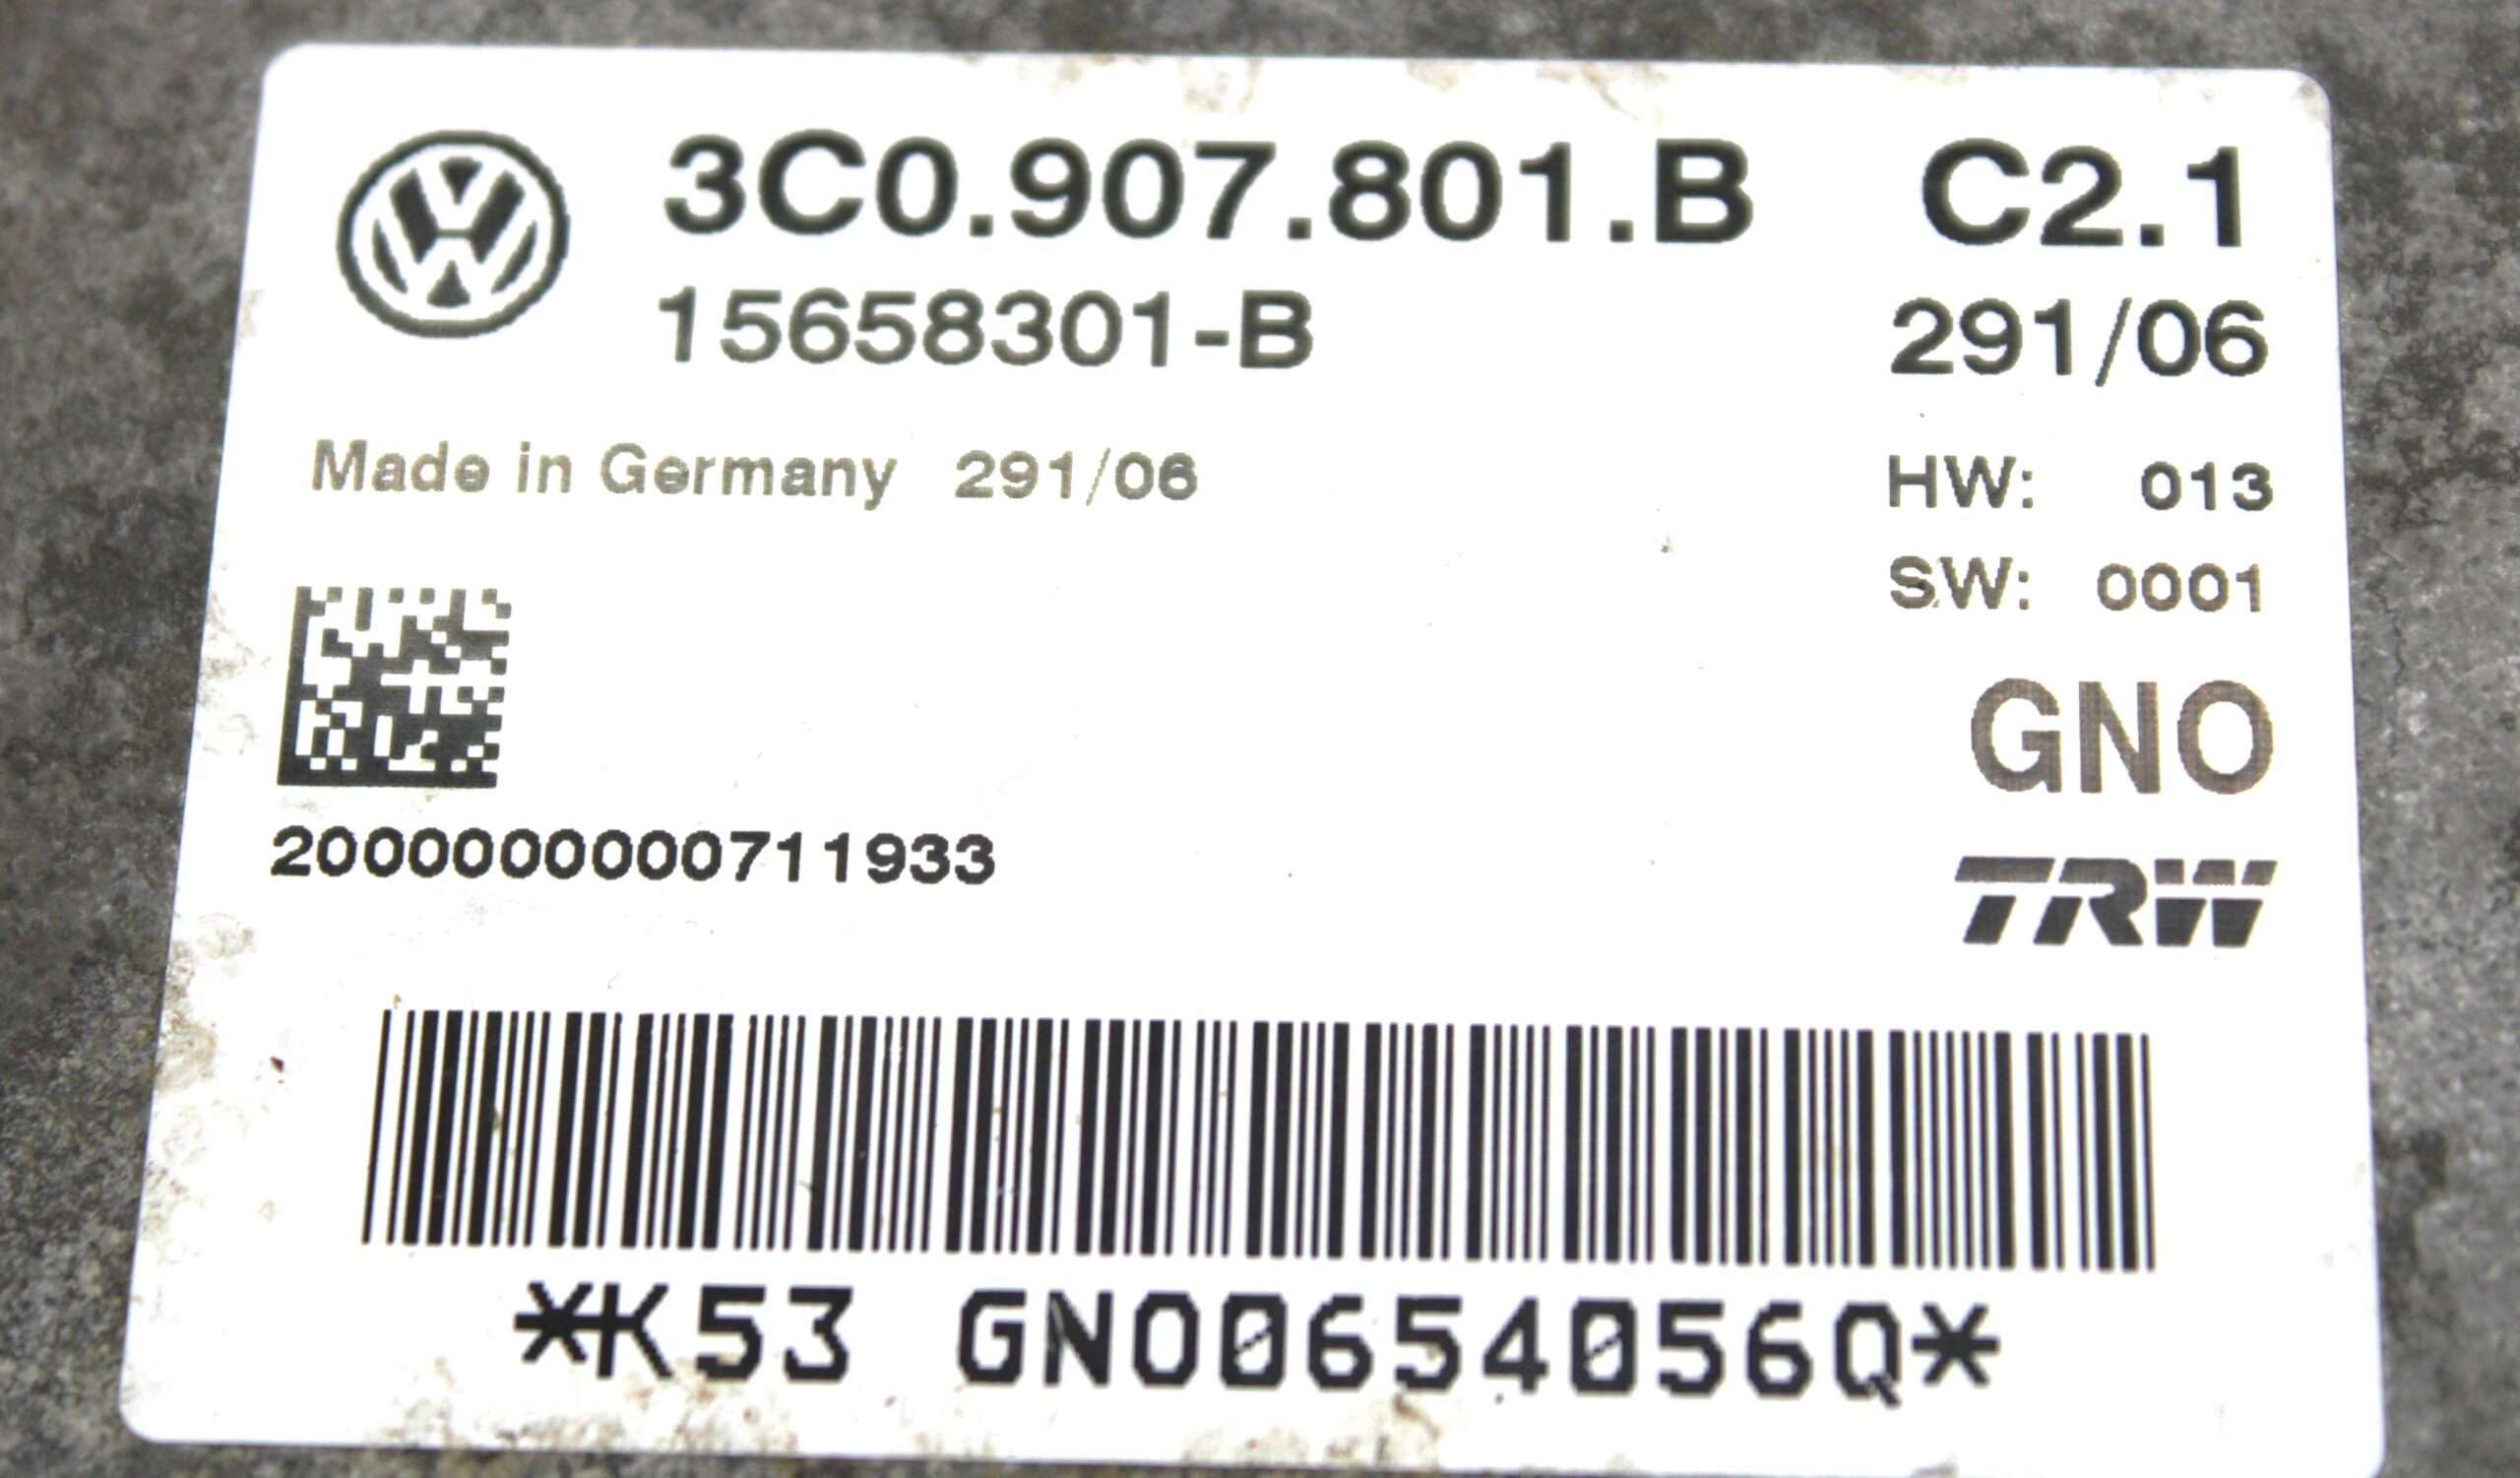 3C0.907.801.B C2.1
15658301-B 291/06
Made in Germany 291/06 HW: 013
SW: 0001
GNO
2000000000711933
TRW
*K53 GNO0654056Q*